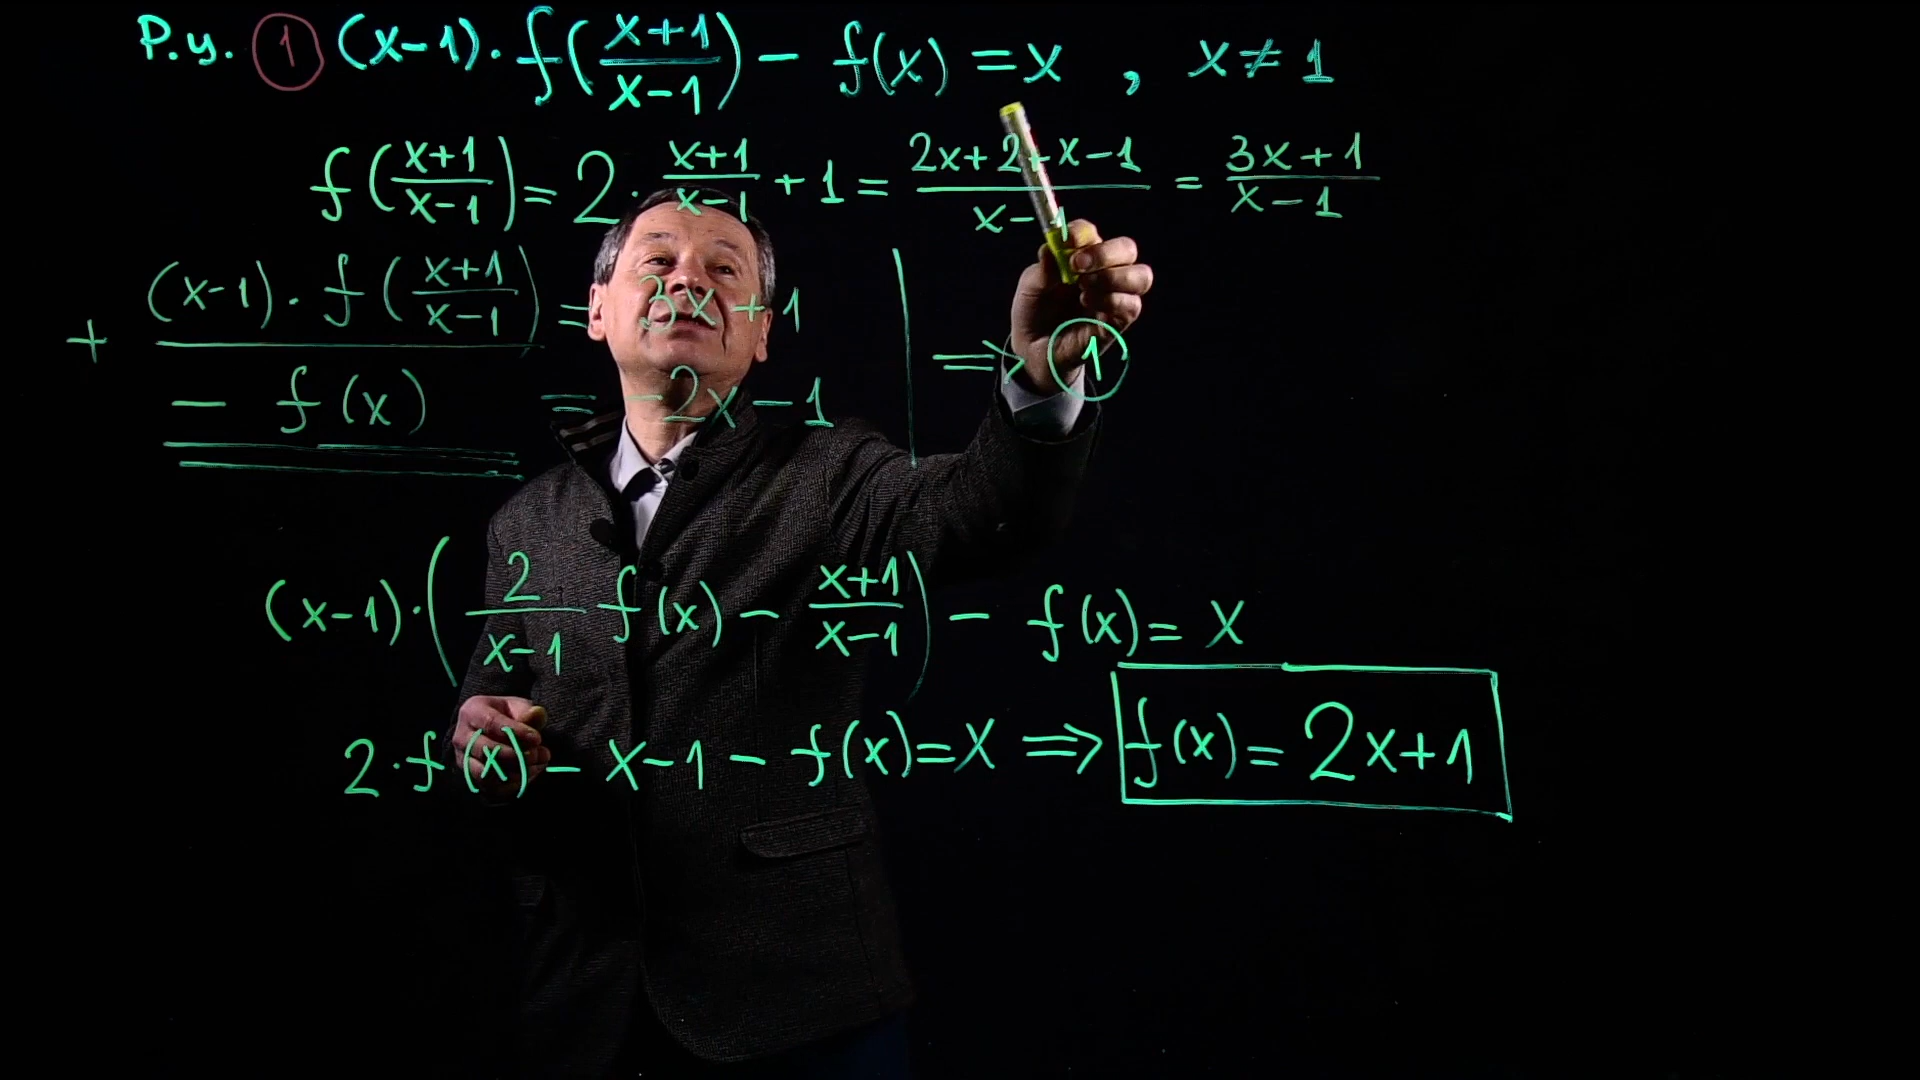 P.y. ① (x-1)·f((x+1)/(x-1)) - f(x) = x , x ≠ 1
f((x+1)/(x-1)) = 2·(x+1)/(x-1) + 1 = (2x+2+x-1)/(x-1) = (3x+1)/(x-1)
(x-1)·f((x+1)/(x-1)) = 3x+1
+ ⇒ ①
- f(x) = -2x-1
(x-1)·(2/(x-1) f(x) - (x+1)/(x-1)) - f(x) = x
2·f(x) - x-1 - f(x) = x ⇒ f(x) = 2x+1